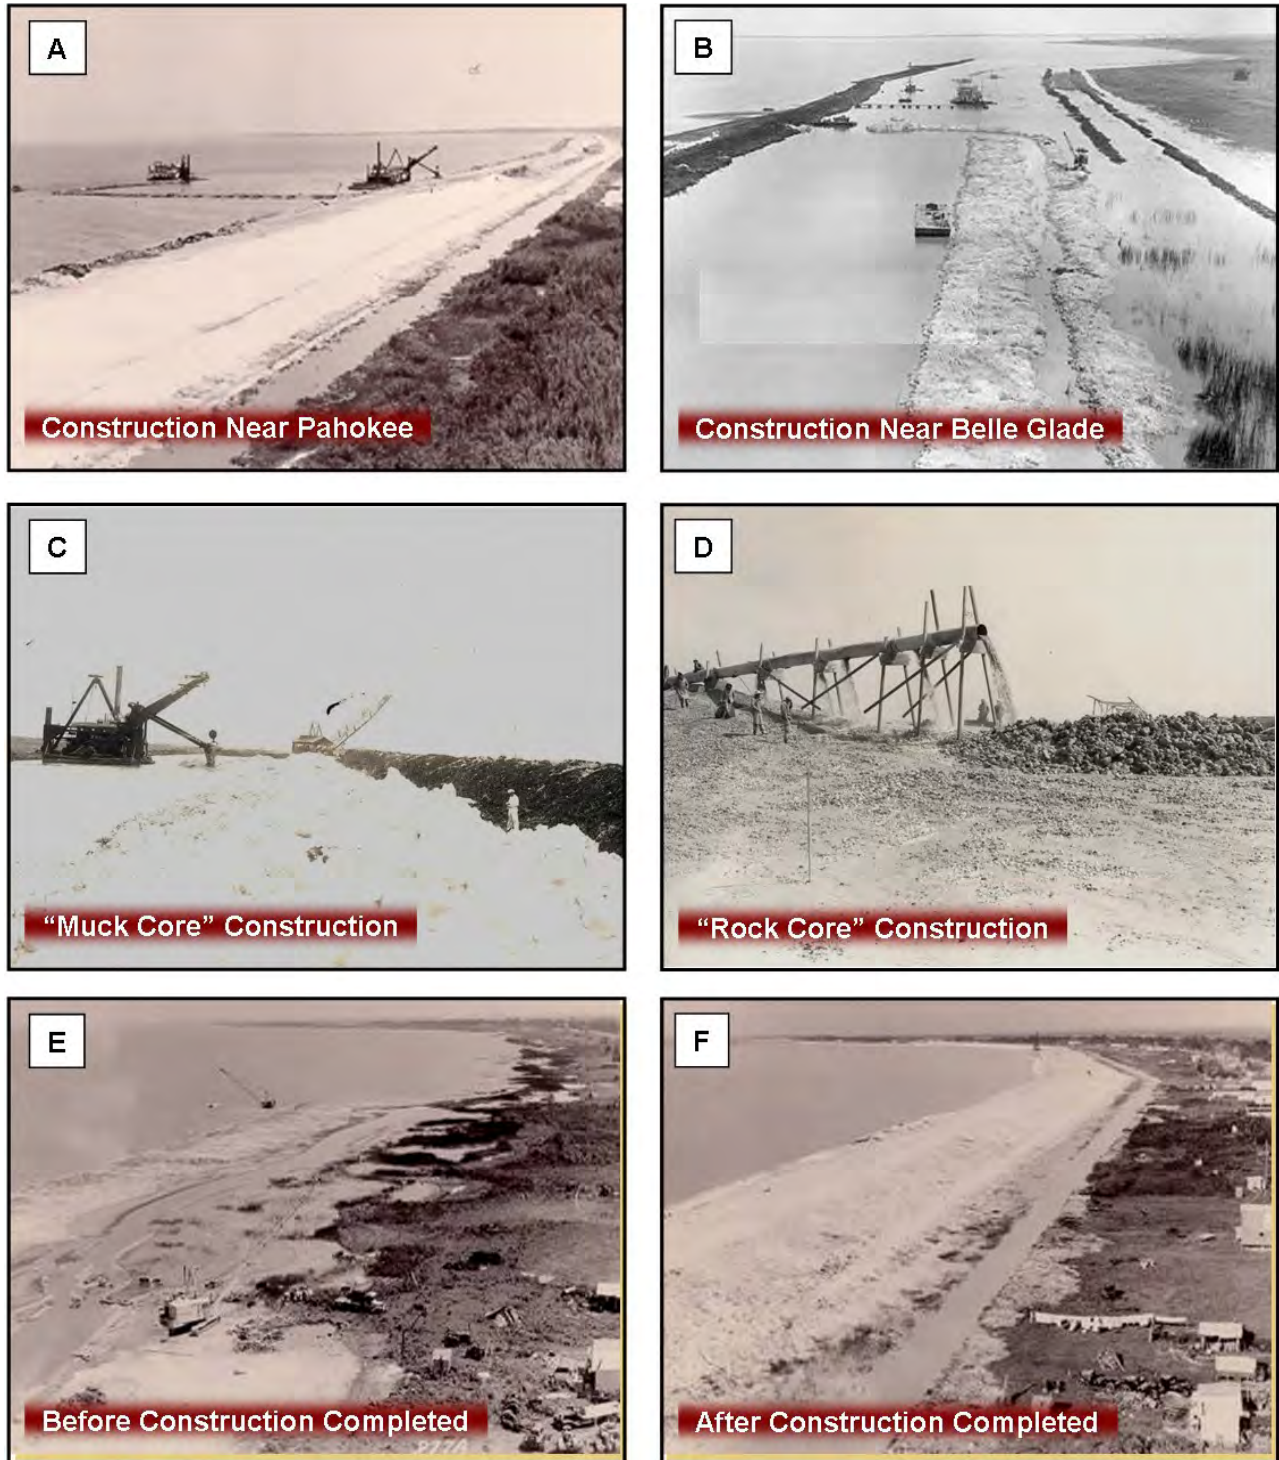 A
B
Construction Near Pahokee
Construction Near Belle Glade
C
D
“Muck Core” Construction
“Rock Core” Construction
E
F
Before Construction Completed
After Construction Completed